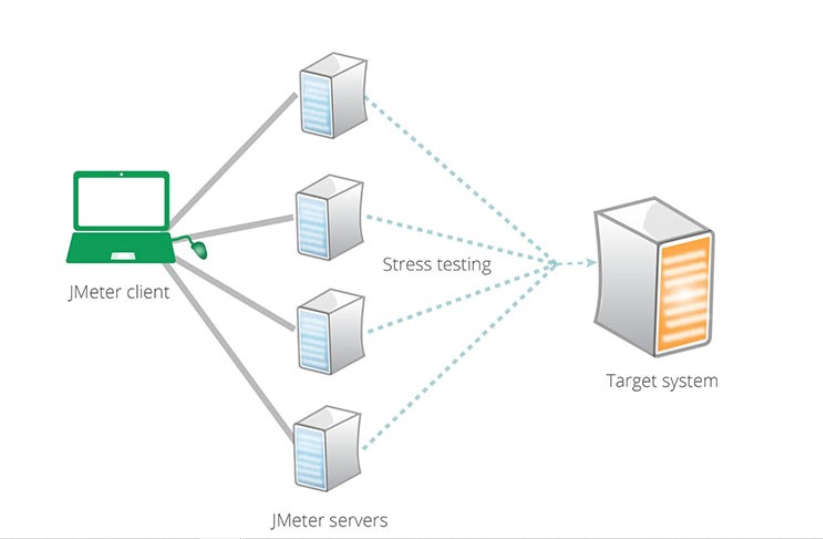 Stress testing
JMeter client
Target system
JMeter servers